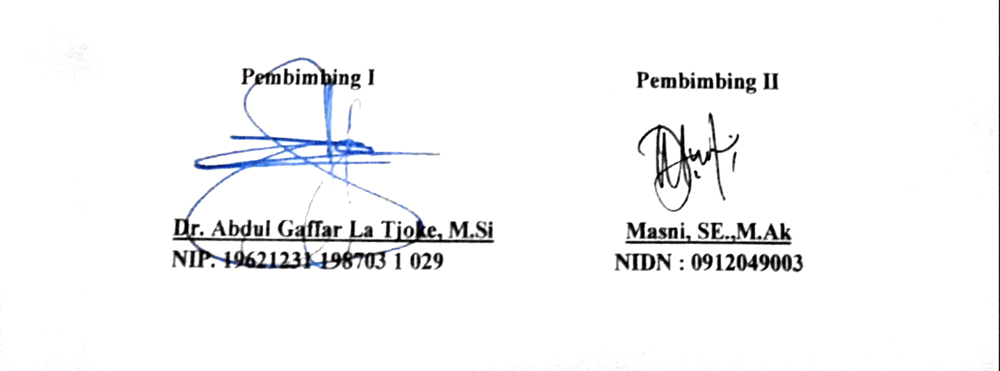 Pembimbing I
Pembimbing II
Dr. Abdul Gaffar La Tjoke, M.Si
NIP. 19621231 198703 1 029
Masni, SE.,M.Ak
NIDN : 0912049003